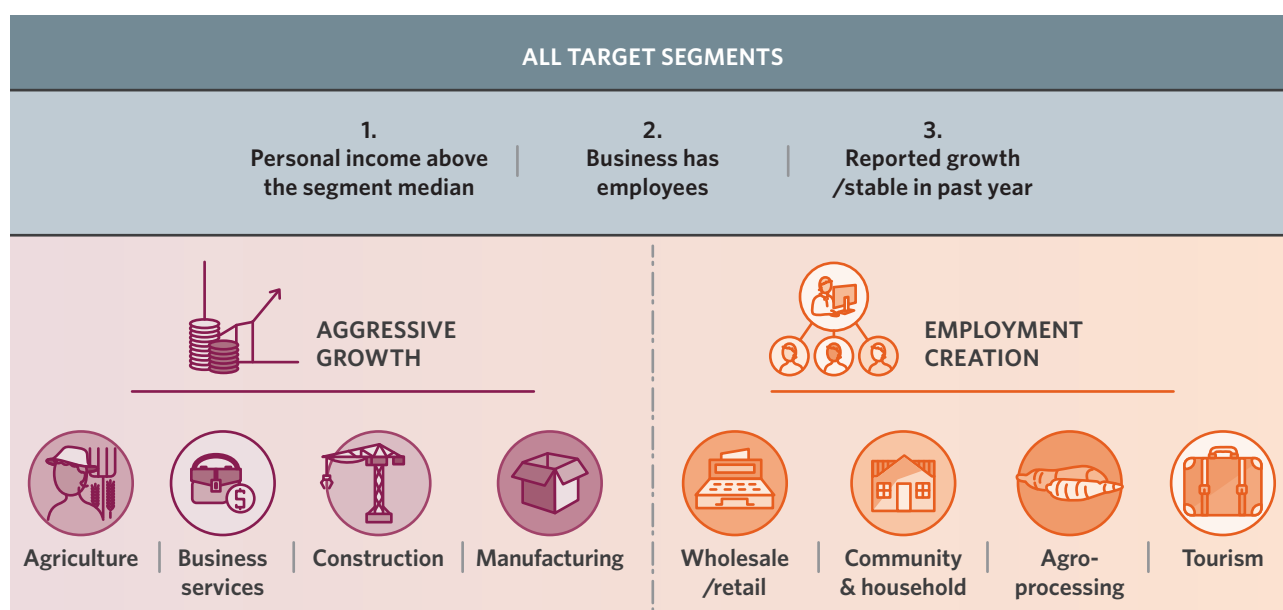 ALL TARGET SEGMENTS
1.
Personal income above
the segment median
2.
Business has
employees
3.
Reported growth
/stable in past year
AGGRESSIVE
GROWTH
EMPLOYMENT
CREATION
$
Agriculture
Business
services
Construction
Manufacturing
Wholesale
/retail
Community
& household
Agro-
processing
Tourism